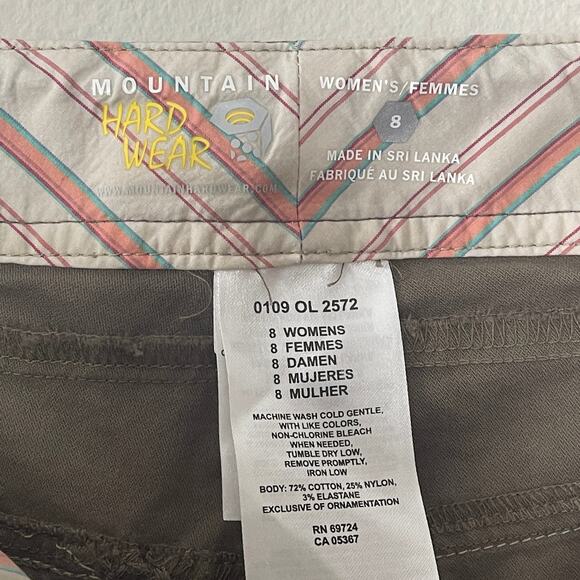 MOUNTAIN
HARD
WEAR
WWW.MOUNTAINHARDWEAR.COM
WOMEN'S/FEMMES
8
MADE IN SRI LANKA
FABRIQUÉ AU SRI LANKA
0109 OL 2572
8 WOMENS
8 FEMMES
8 DAMEN
8 MUJERES
8 MULHER
MACHINE WASH COLD GENTLE,
WITH LIKE COLORS,
NON-CHLORINE BLEACH
WHEN NEEDED,
TUMBLE DRY LOW,
REMOVE PROMPTLY,
IRON LOW
BODY: 72% COTTON, 25% NYLON,
3% ELASTANE
EXCLUSIVE OF ORNAMENTATION
RN 69724
CA 05367